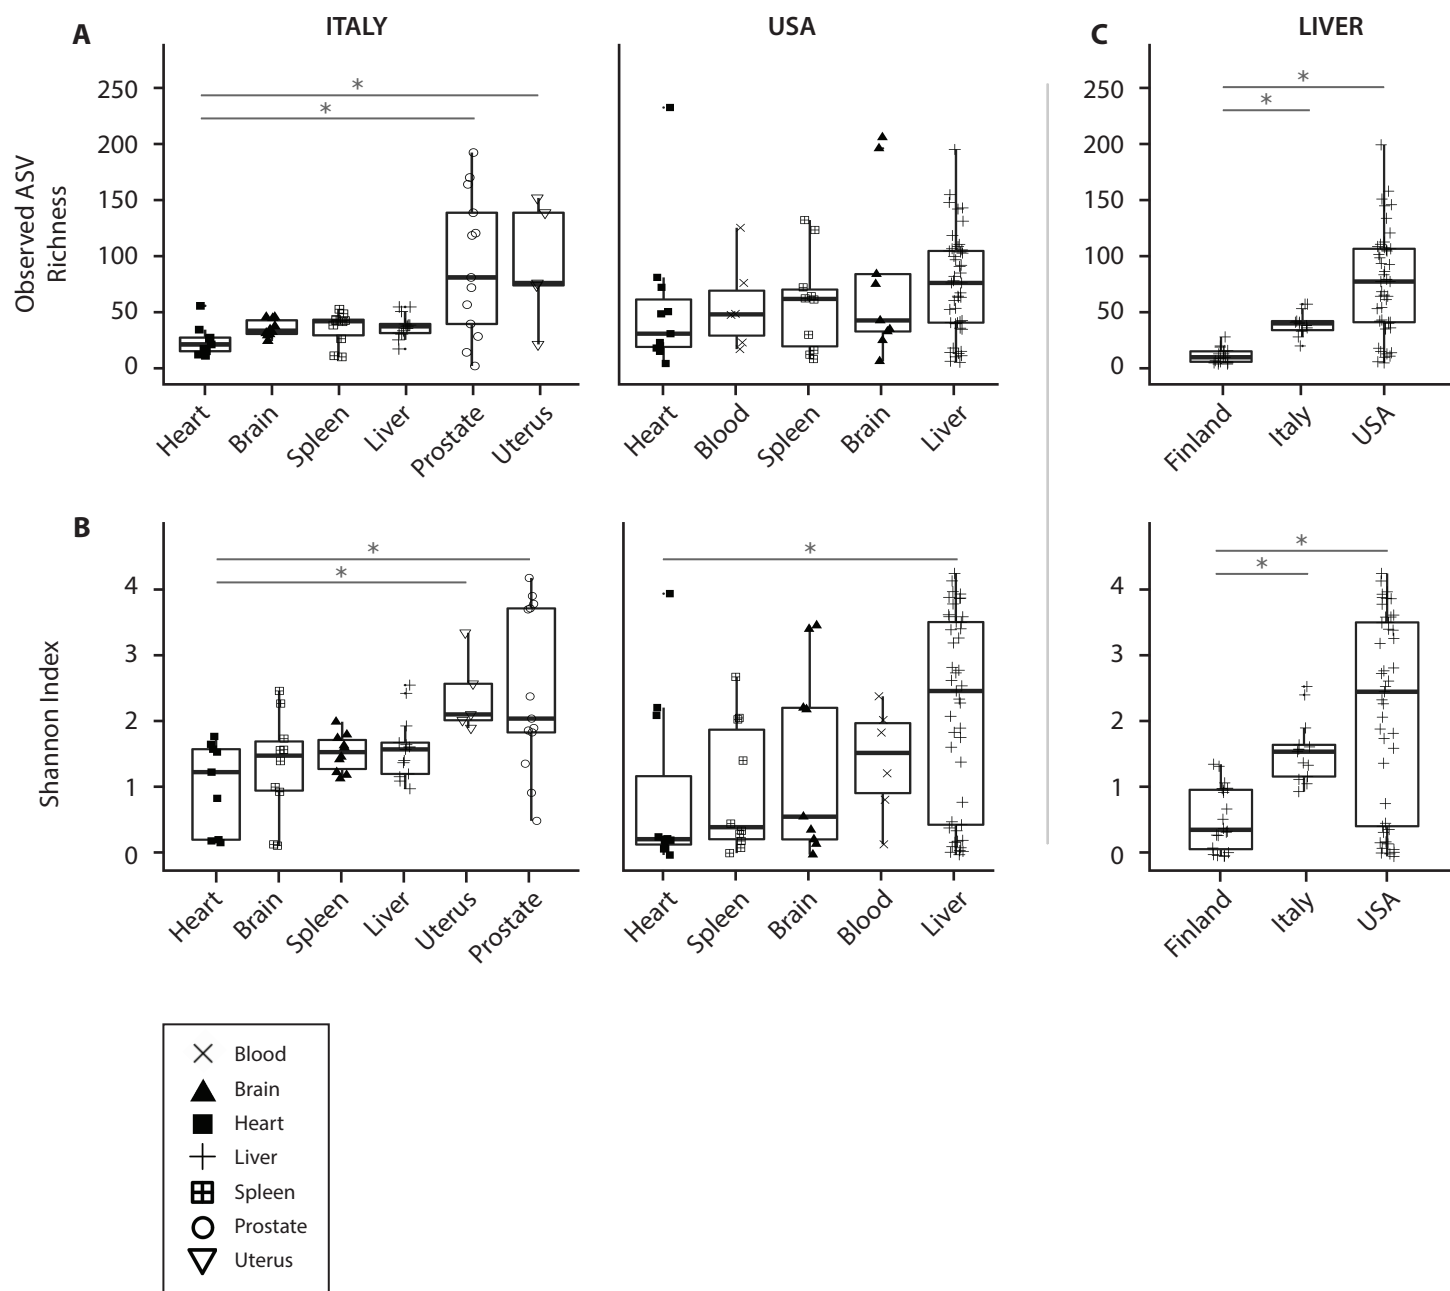 A
ITALY
USA
C
LIVER
Observed ASV
Richness
250
200
150
100
50
0
*
*
Heart
Brain
Spleen
Liver
Prostate
Uterus
Heart
Blood
Spleen
Brain
Liver
250
200
150
100
50
0
*
*
Finland
Italy
USA
B
Shannon Index
4
3
2
1
0
*
*
Heart
Brain
Spleen
Liver
Uterus
Prostate
*
Heart
Spleen
Brain
Blood
Liver
4
3
2
1
0
*
*
Finland
Italy
USA
Blood
Brain
Heart
Liver
Spleen
Prostate
Uterus